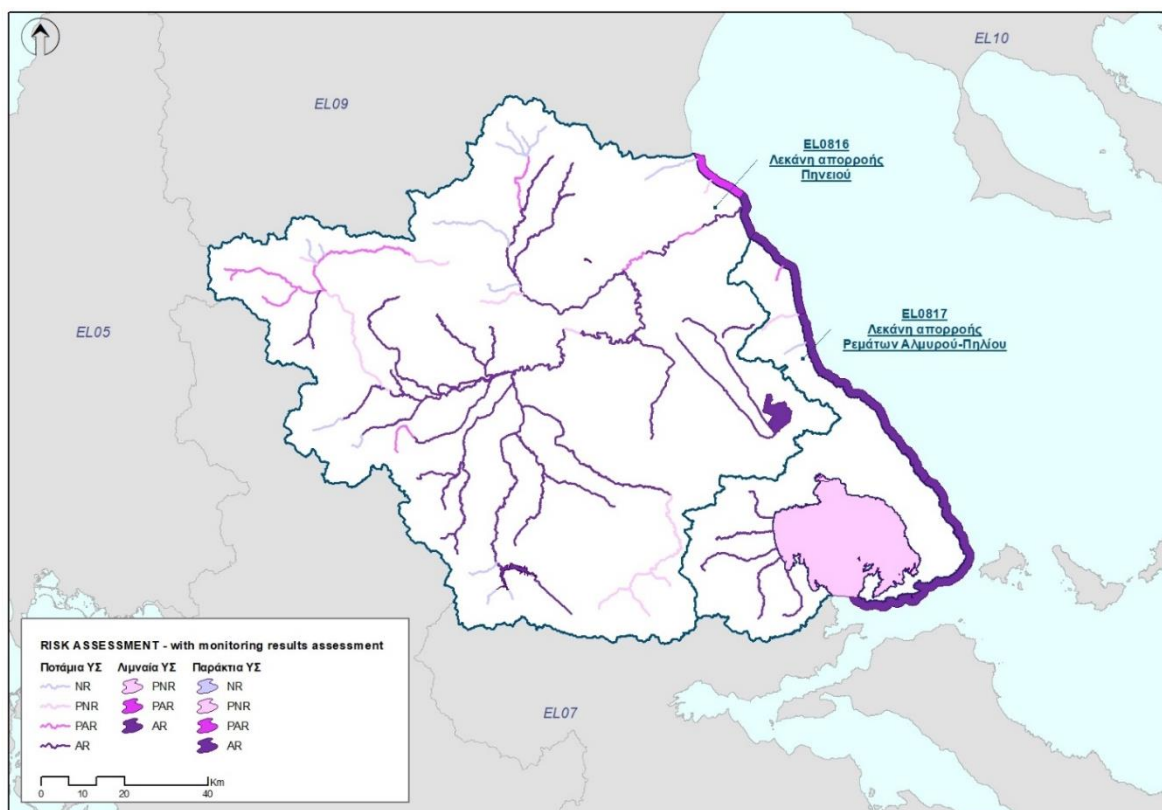 EL10
EL09
EL0816
Λεκάνη απορροής
Πηνειού
EL05
EL0817
Λεκάνη απορροής
Ρεμάτων Αλμυρού-Πηλίου
EL07
RISK ASSESSMENT - with monitoring results assessment
Ποτάμια ΥΣ Λιμναία ΥΣ Παράκτια ΥΣ
NR PNR NR
PNR PAR PNR
PAR AR PAR
AR AR
Km
0 5 10 20 40